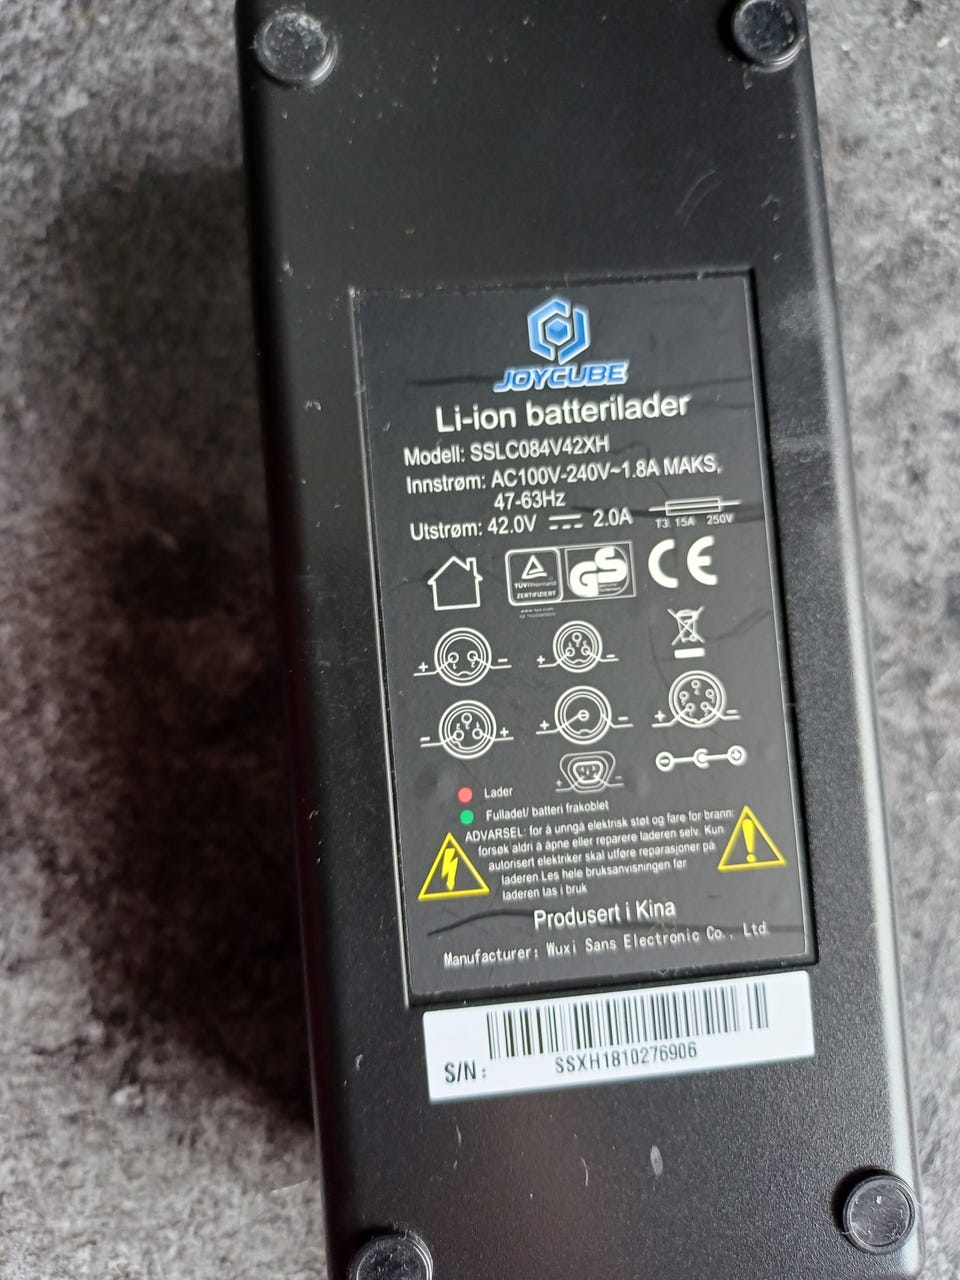 JOYCUBE
Li-ion batterilader
Modell: SSLC084V42XH
Innstrøm: AC100V-240V~1.8A MAKS,
47-63Hz
Utstrøm: 42.0V 2.0A
T3.15A 250V
TÜVRheinland
ZERTIFIZIERT
GS
CE
+ - + -
- + + - + -
+ -
Lader
Fulladet/ batteri frakoblet
ADVARSEL: for å unngå elektrisk støt og fare for brann:
forsøk aldri å åpne eller reparere laderen selv. Kun
autorisert elektriker skal utføre reparasjoner på
laderen.Les hele bruksanvisningen før
laderen tas i bruk
Produsert i Kina
Manufacturer: Wuxi Sans Electronic Co., Ltd.
S/N: SSXH1810276906